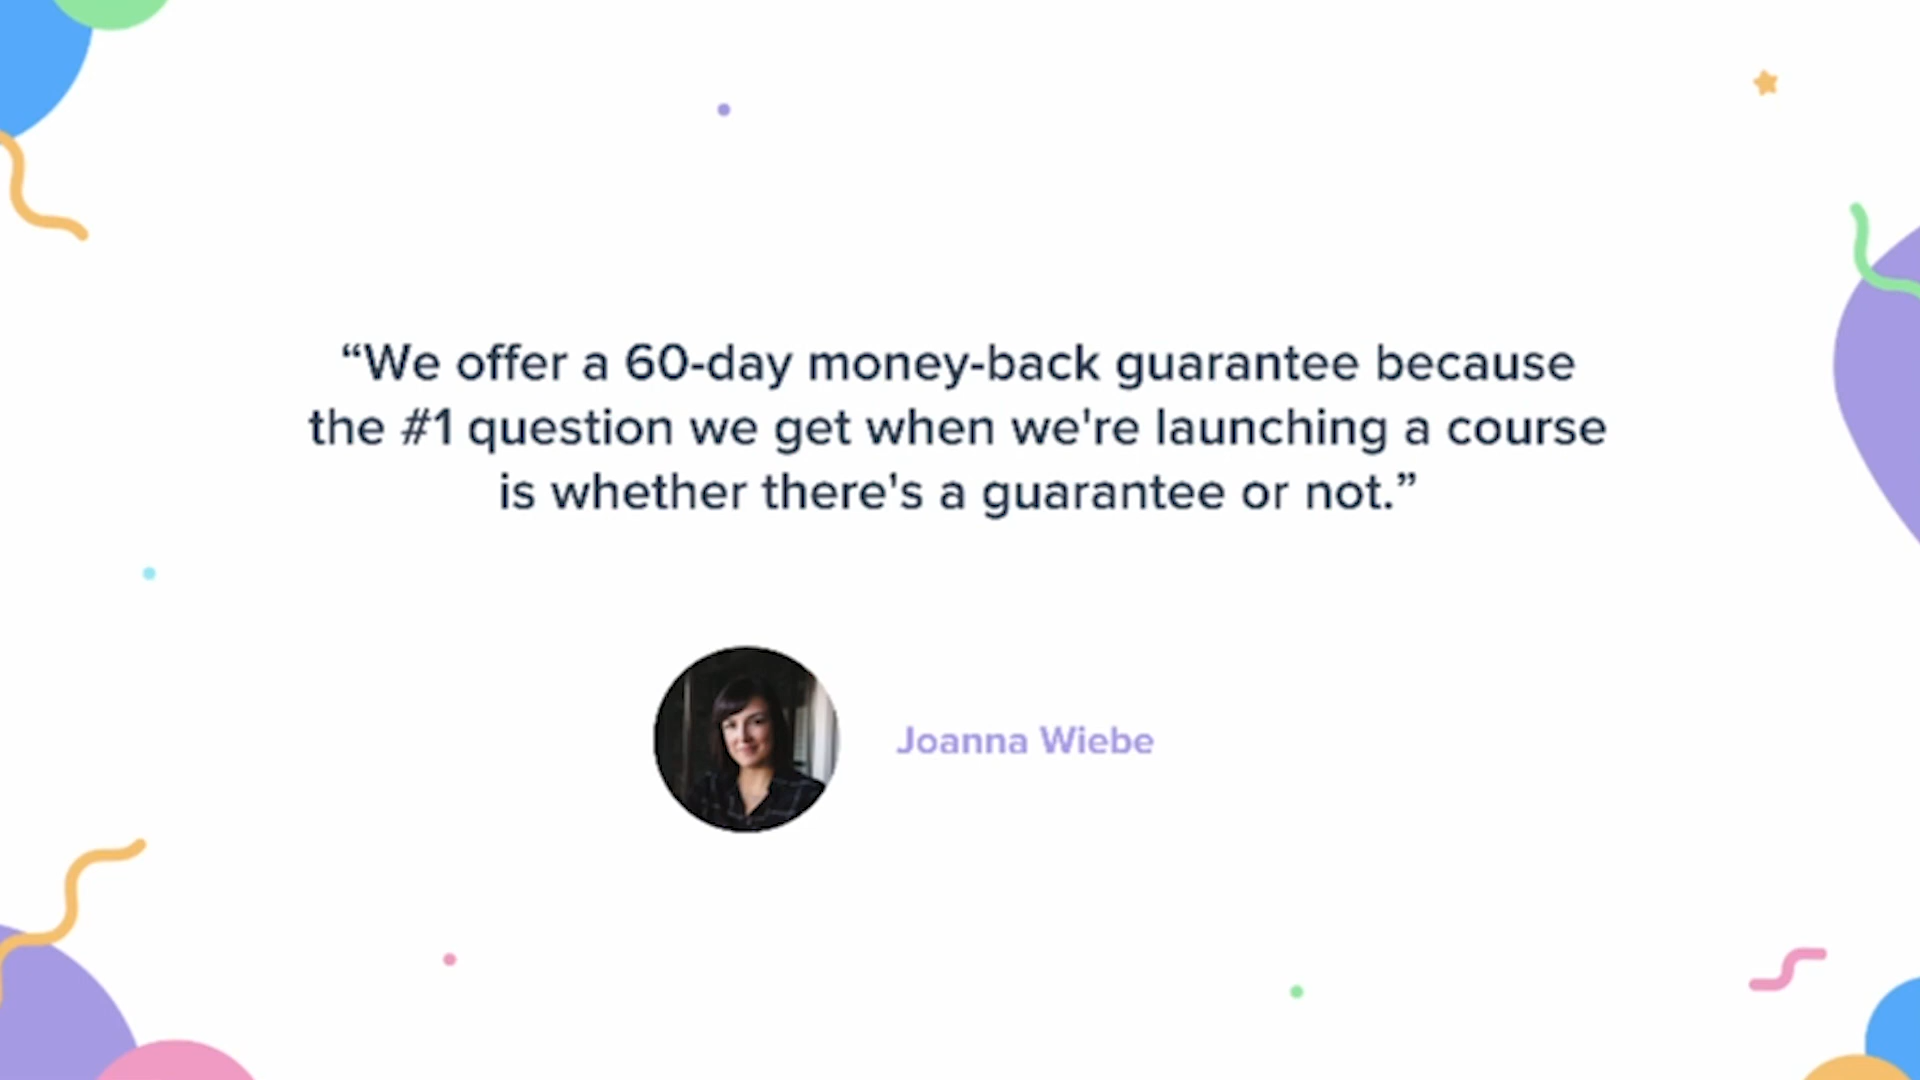 “We offer a 60-day money-back guarantee because
the #1 question we get when we're launching a course
is whether there's a guarantee or not.”
Joanna Wiebe